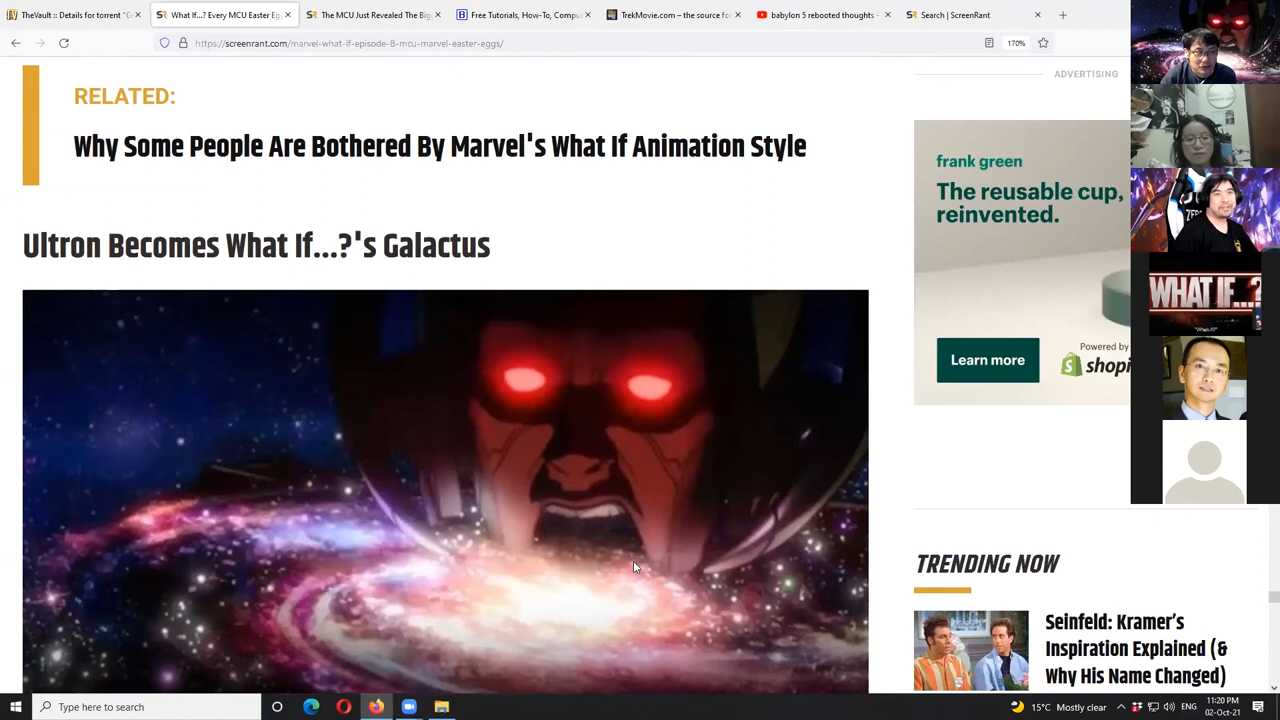 TheVault :: Details for torrent "G
What If...? Every MCU Easter Eg
The MCU Just Revealed The Big
Free Tutorials, How-To, Compu
TrekMovie.com – the source for
babylon 5 rebooted thoughts -
Search | ScreenRant
https://screenrant.com/marvel-what-if-episode-8-mcu-marvel-easter-eggs/
170%
RELATED:
Why Some People Are Bothered By Marvel's What If Animation Style
Ultron Becomes What If...?'s Galactus
ADVERTISING
frank green
The reusable cup,
reinvented.
Learn more
Powered by
shopi
WHAT IF...?
TRENDING NOW
Seinfeld: Kramer's
Inspiration Explained (&
Why His Name Changed)
Type here to search
15°C Mostly clear
ENG
11:20 PM
02-Oct-21